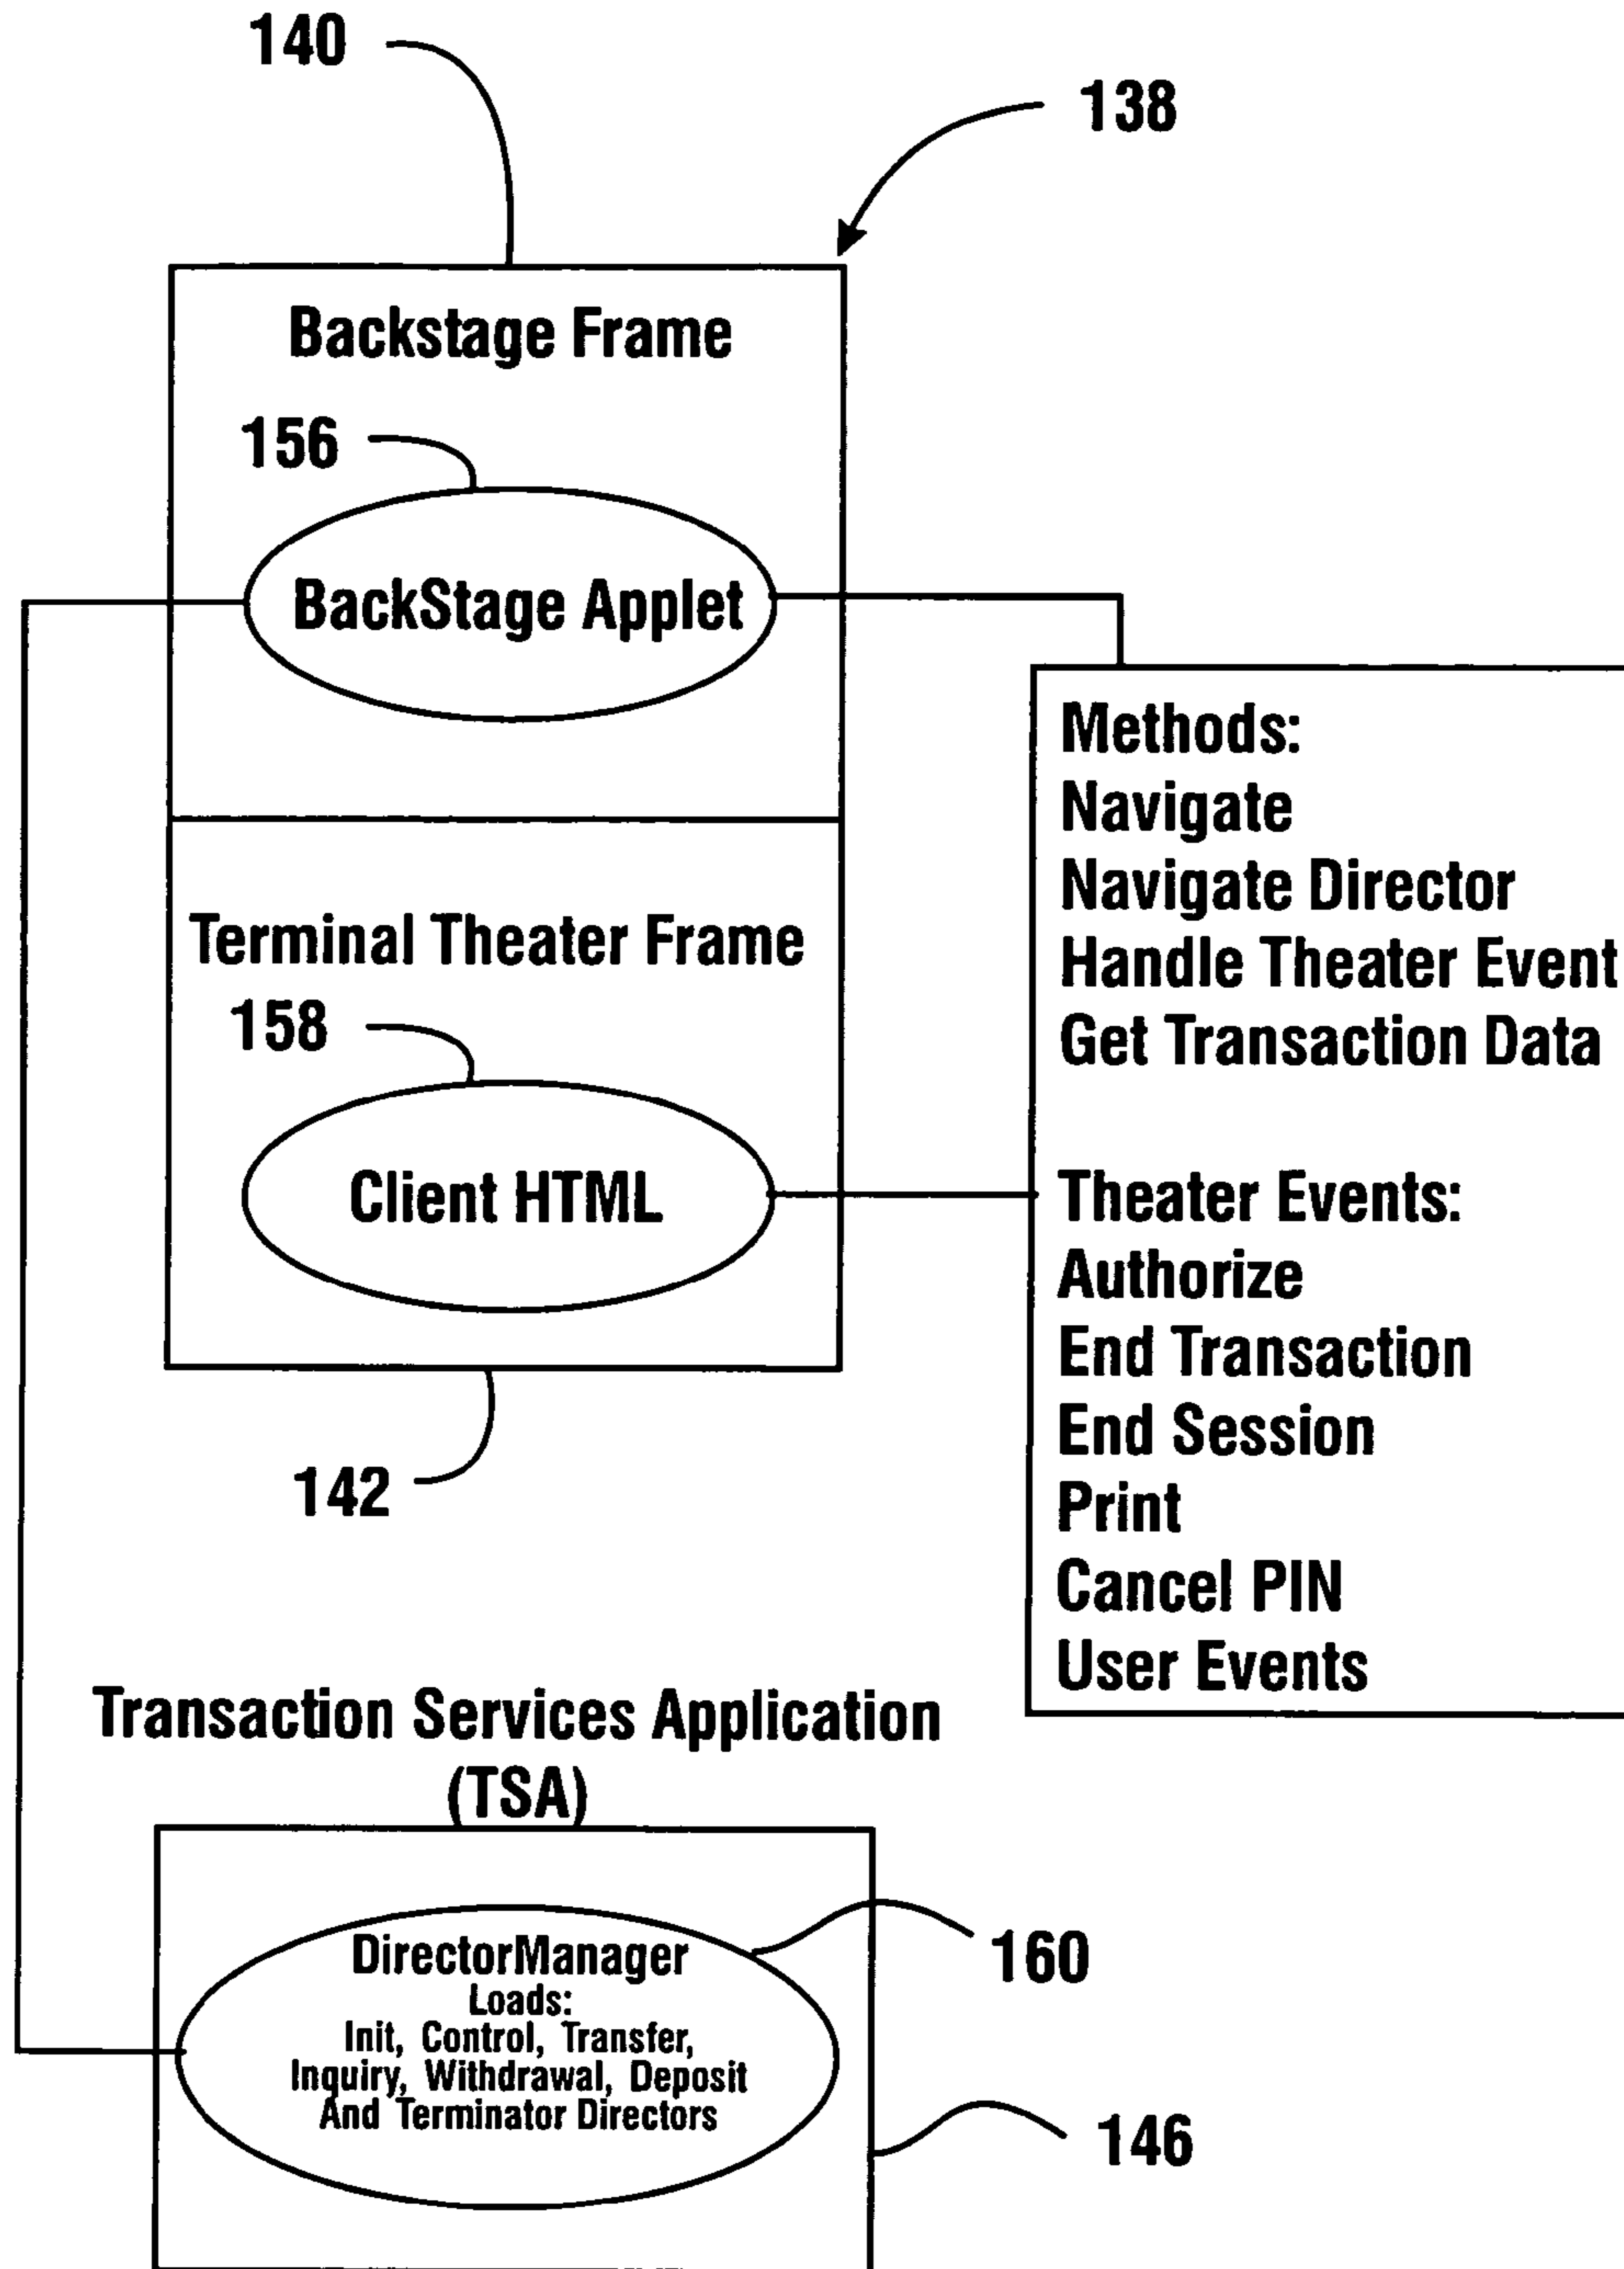 140
138
Backstage Frame
156
BackStage Applet
Methods:
Navigate
Navigate Director
Handle Theater Event
Get Transaction Data
Terminal Theater Frame
158
Client HTML
Theater Events:
Authorize
End Transaction
End Session
Print
Cancel PIN
User Events
142
Transaction Services Application
(TSA)
DirectorManager
Loads:
Init, Control, Transfer,
Inquiry, Withdrawal, Deposit
And Terminator Directors
160
146